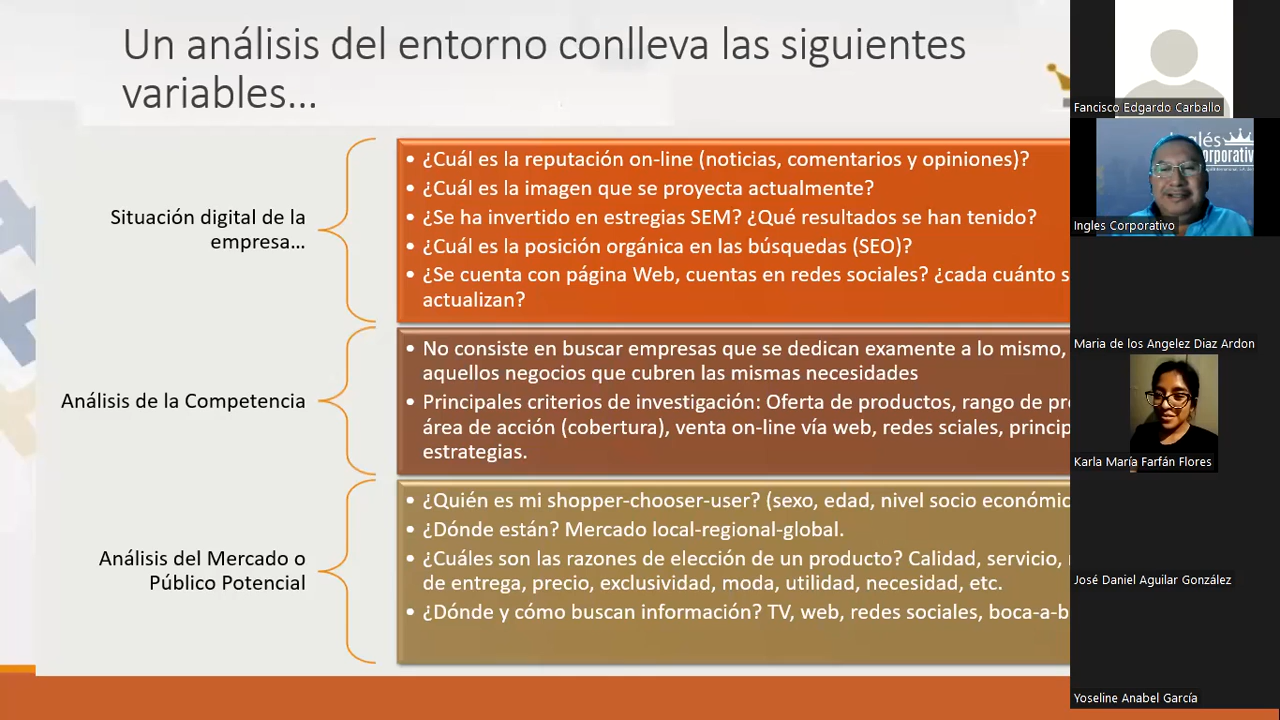 Un análisis del entorno conlleva las siguientes
variables...
Situación digital de la
empresa...
• ¿Cuál es la reputación on-line (noticias, comentarios y opiniones)?
• ¿Cuál es la imagen que se proyecta actualmente?
• ¿Se ha invertido en estregias SEM? ¿Qué resultados se han tenido?
• ¿Cuál es la posición orgánica en las búsquedas (SEO)?
• ¿Se cuenta con página Web, cuentas en redes sociales? ¿cada cuánto s
actualizan?
Análisis de la Competencia
• No consiste en buscar empresas que se dedican examente a lo mismo,
aquellos negocios que cubren las mismas necesidades
• Principales criterios de investigación: Oferta de productos, rango de pr
área de acción (cobertura), venta on-line vía web, redes sciales, princip
estrategias.
Análisis del Mercado o
Público Potencial
• ¿Quién es mi shopper-chooser-user? (sexo, edad, nivel socio económic
• ¿Dónde están? Mercado local-regional-global.
• ¿Cuáles son las razones de elección de un producto? Calidad, servicio,
de entrega, precio, exclusividad, moda, utilidad, necesidad, etc.
• ¿Dónde y cómo buscan información? TV, web, redes sociales, boca-a-b
Fancisco Edgardo Carballo
Inglés
Corporativo
Ingles Corporativo
Maria de los Angelez Diaz Ardon
Karla María Farfán Flores
José Daniel Aguilar González
Yoseline Anabel García